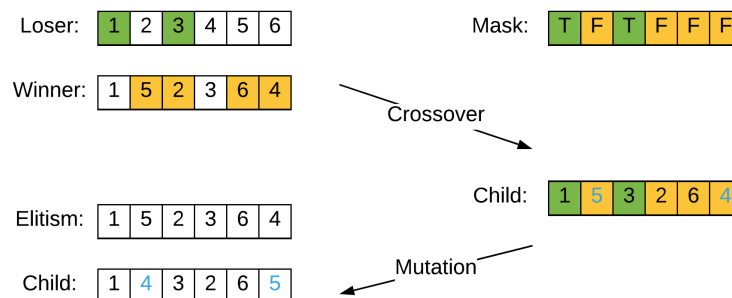 Loser: 1 2 3 4 5 6
Mask: T F T F F F
Winner: 1 5 2 3 6 4
Crossover
Child: 1 5 3 2 6 4
Elitism: 1 5 2 3 6 4
Mutation
Child: 1 4 3 2 6 5